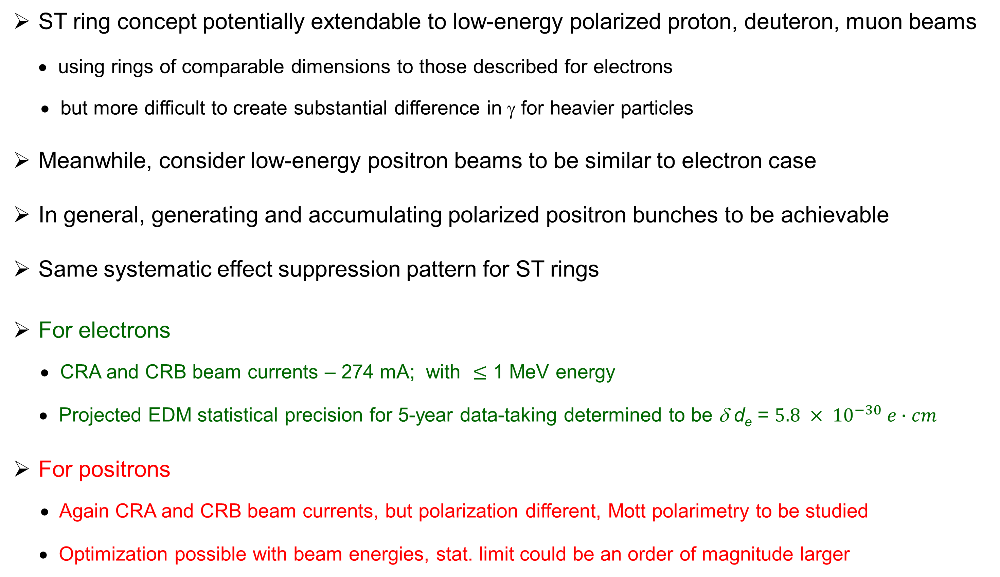 ➢ ST ring concept potentially extendable to low-energy polarized proton, deuteron, muon beams
• using rings of comparable dimensions to those described for electrons
• but more difficult to create substantial difference in γ for heavier particles
➢ Meanwhile, consider low-energy positron beams to be similar to electron case
➢ In general, generating and accumulating polarized positron bunches to be achievable
➢ Same systematic effect suppression pattern for ST rings
➢ For electrons
• CRA and CRB beam currents – 274 mA; with ≤ 1 MeV energy
• Projected EDM statistical precision for 5-year data-taking determined to be δdₑ = 5.8 × 10⁻³⁰ e · cm
➢ For positrons
• Again CRA and CRB beam currents, but polarization different, Mott polarimetry to be studied
• Optimization possible with beam energies, stat. limit could be an order of magnitude larger